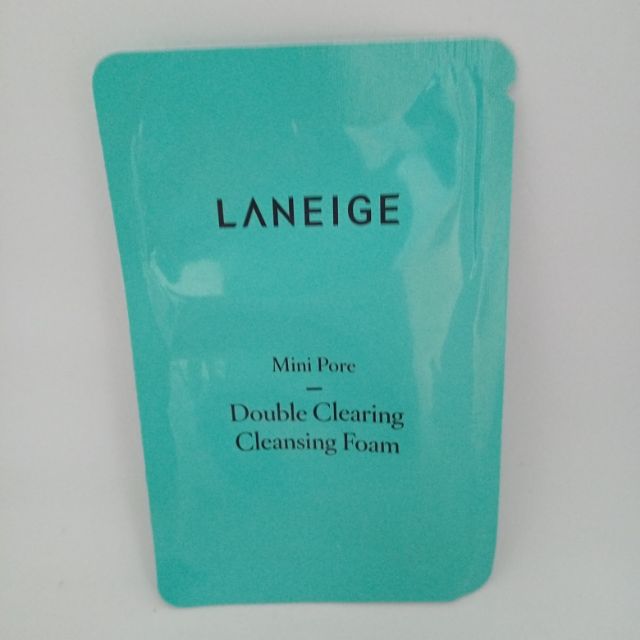 LANEIGE
Mini Pore
Double Clearing
Cleansing Foam